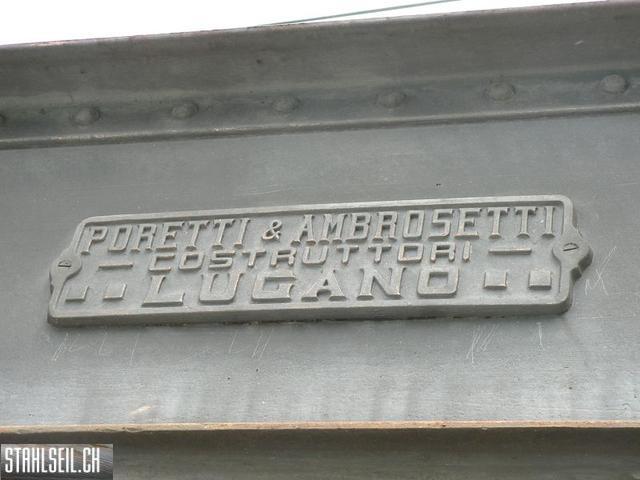 PORETTI & AMBROSETTI
COSTRUTTORI
LUGANO
STAHLSEIL.CH